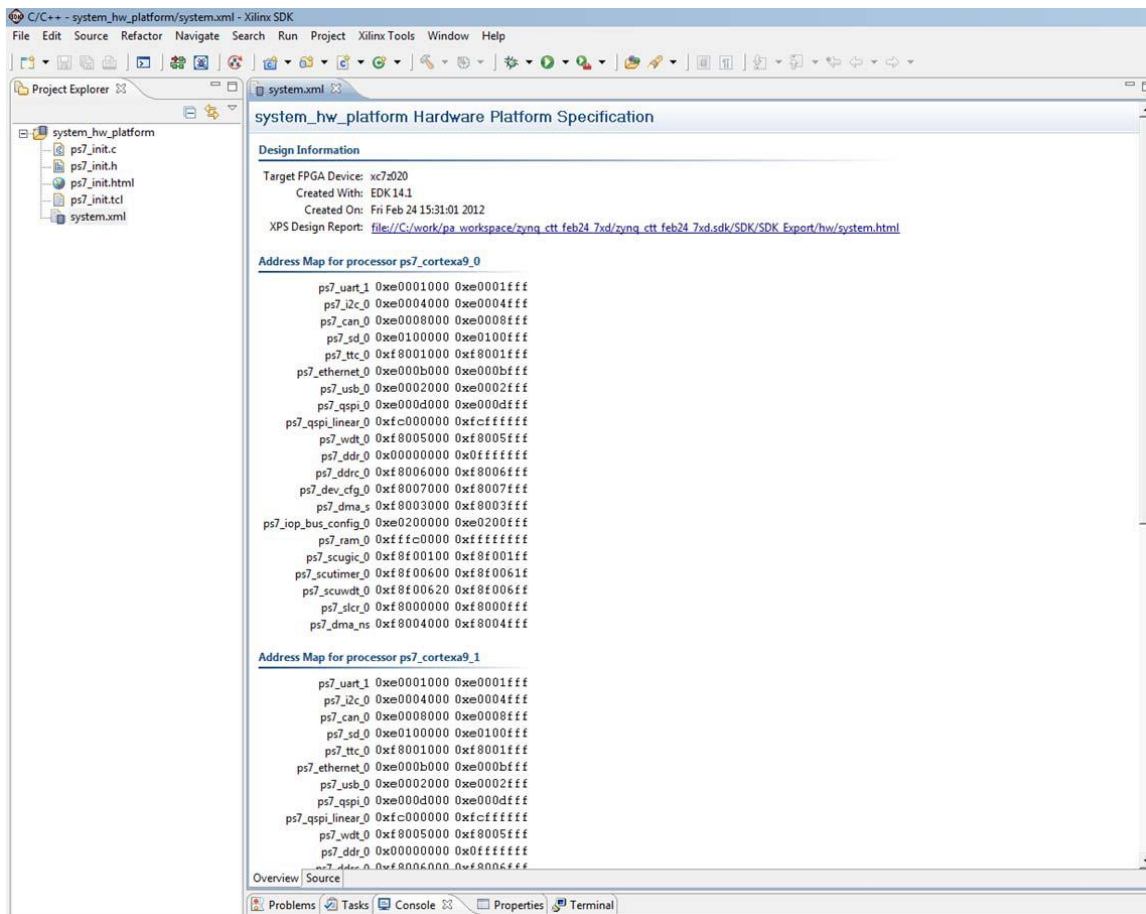 C/C++ - system_hw_platform/system.xml - Xilinx SDK
File Edit Source Refactor Navigate Search Run Project Xilinx Tools Window Help
Project Explorer
system.xml
system_hw_platform
ps7_init.c
ps7_init.h
ps7_init.html
ps7_init.tcl
system.xml
system_hw_platform Hardware Platform Specification
Design Information
Target FPGA Device: xc7z020
Created With: EDK 14.1
Created On: Fri Feb 24 15:31:01 2012
XPS Design Report: file://C:/work/pa_workspace/zynq_ctt_feb24_7xd/zynq_ctt_feb24_7xd.sdk/SDK/SDK_Export/hw/system.html
Address Map for processor ps7_cortexa9_0
ps7_uart_1 0xe0001000 0xe0001fff
ps7_i2c_0 0xe0004000 0xe0004fff
ps7_can_0 0xe0008000 0xe0008fff
ps7_sd_0 0xe0100000 0xe0100fff
ps7_ttc_0 0xf8001000 0xf8001fff
ps7_ethernet_0 0xe000b000 0xe000bfff
ps7_usb_0 0xe0002000 0xe0002fff
ps7_qspi_0 0xe000d000 0xe000dfff
ps7_qspi_linear_0 0xfc000000 0xfcffffff
ps7_wdt_0 0xf8005000 0xf8005fff
ps7_ddr_0 0x00000000 0x0fffffff
ps7_ddrc_0 0xf8006000 0xf8006fff
ps7_dev_cfg_0 0xf8007000 0xf8007fff
ps7_dma_s 0xf8003000 0xf8003fff
ps7_iop_bus_config_0 0xe0200000 0xe0200fff
ps7_ram_0 0xfffc0000 0xffffffff
ps7_scugic_0 0xf8f00100 0xf8f001ff
ps7_scutimer_0 0xf8f00600 0xf8f0061f
ps7_scuwdt_0 0xf8f00620 0xf8f006ff
ps7_slcr_0 0xf8000000 0xf8000fff
ps7_dma_ns 0xf8004000 0xf8004fff
Address Map for processor ps7_cortexa9_1
ps7_uart_1 0xe0001000 0xe0001fff
ps7_i2c_0 0xe0004000 0xe0004fff
ps7_can_0 0xe0008000 0xe0008fff
ps7_sd_0 0xe0100000 0xe0100fff
ps7_ttc_0 0xf8001000 0xf8001fff
ps7_ethernet_0 0xe000b000 0xe000bfff
ps7_usb_0 0xe0002000 0xe0002fff
ps7_qspi_0 0xe000d000 0xe000dfff
ps7_qspi_linear_0 0xfc000000 0xfcffffff
ps7_wdt_0 0xf8005000 0xf8005fff
ps7_ddr_0 0x00000000 0x0fffffff
ps7_ddrc_0 0xf8006000 0xf8006fff
Overview Source
Problems Tasks Console Properties Terminal